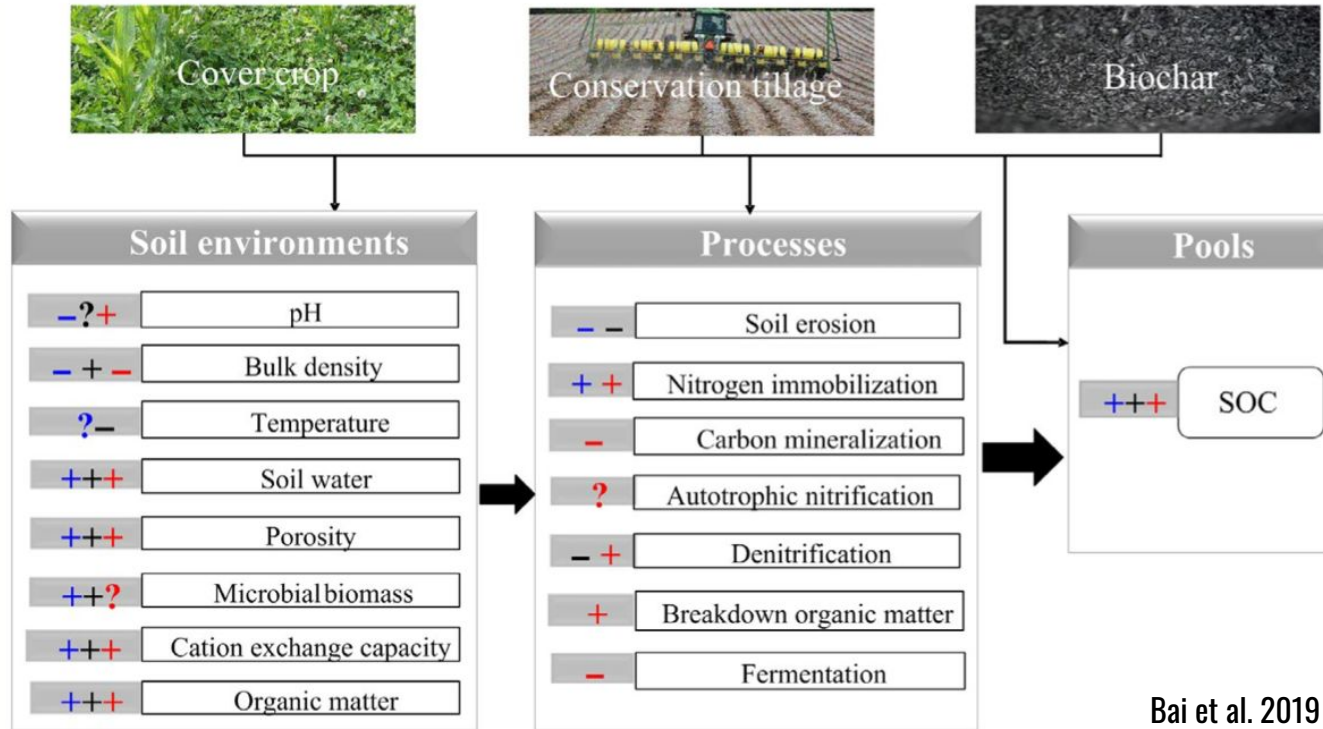 Cover crop
Conservation tillage
Biochar
Soil environments
–?+ pH
– + – Bulk density
?– Temperature
+++ Soil water
+++ Porosity
++? Microbial biomass
+++ Cation exchange capacity
+++ Organic matter
Processes
– – Soil erosion
+ + Nitrogen immobilization
– Carbon mineralization
? Autotrophic nitrification
– + Denitrification
+ Breakdown organic matter
– Fermentation
Pools
+++ SOC
Bai et al. 2019